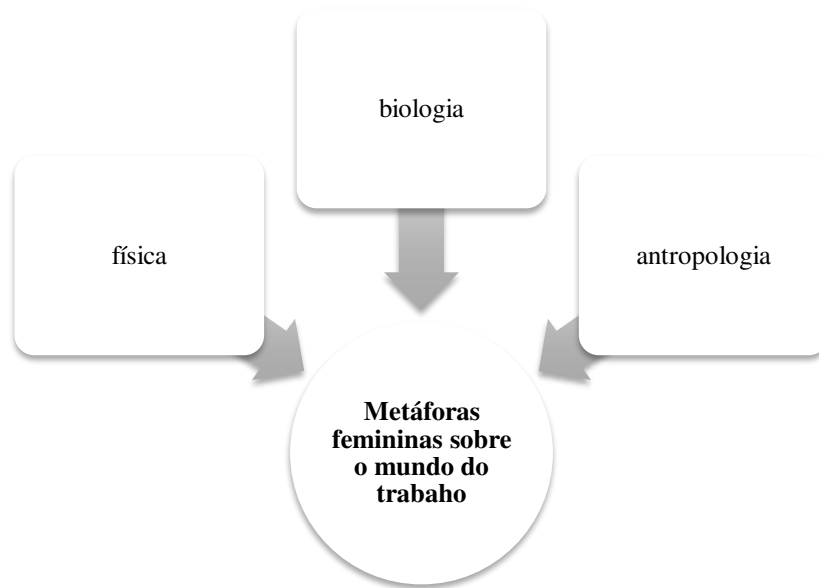 biologia
física
antropologia
Metáforas
femininas sobre
o mundo do
trabaho